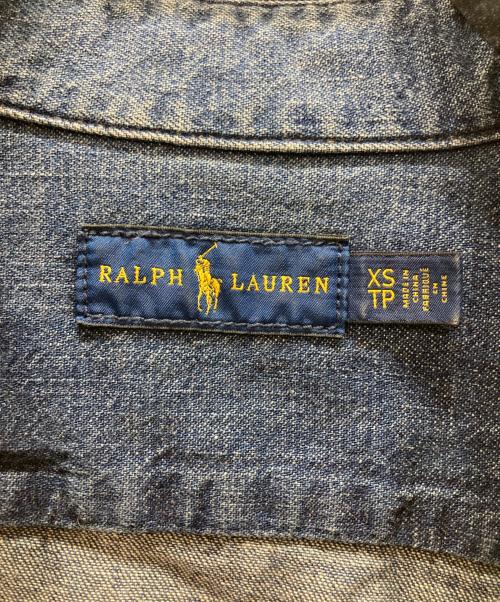 RALPH LAUREN
XS
TP
MADE IN
CHINA
FABRIQUÉ
EN
CHINE